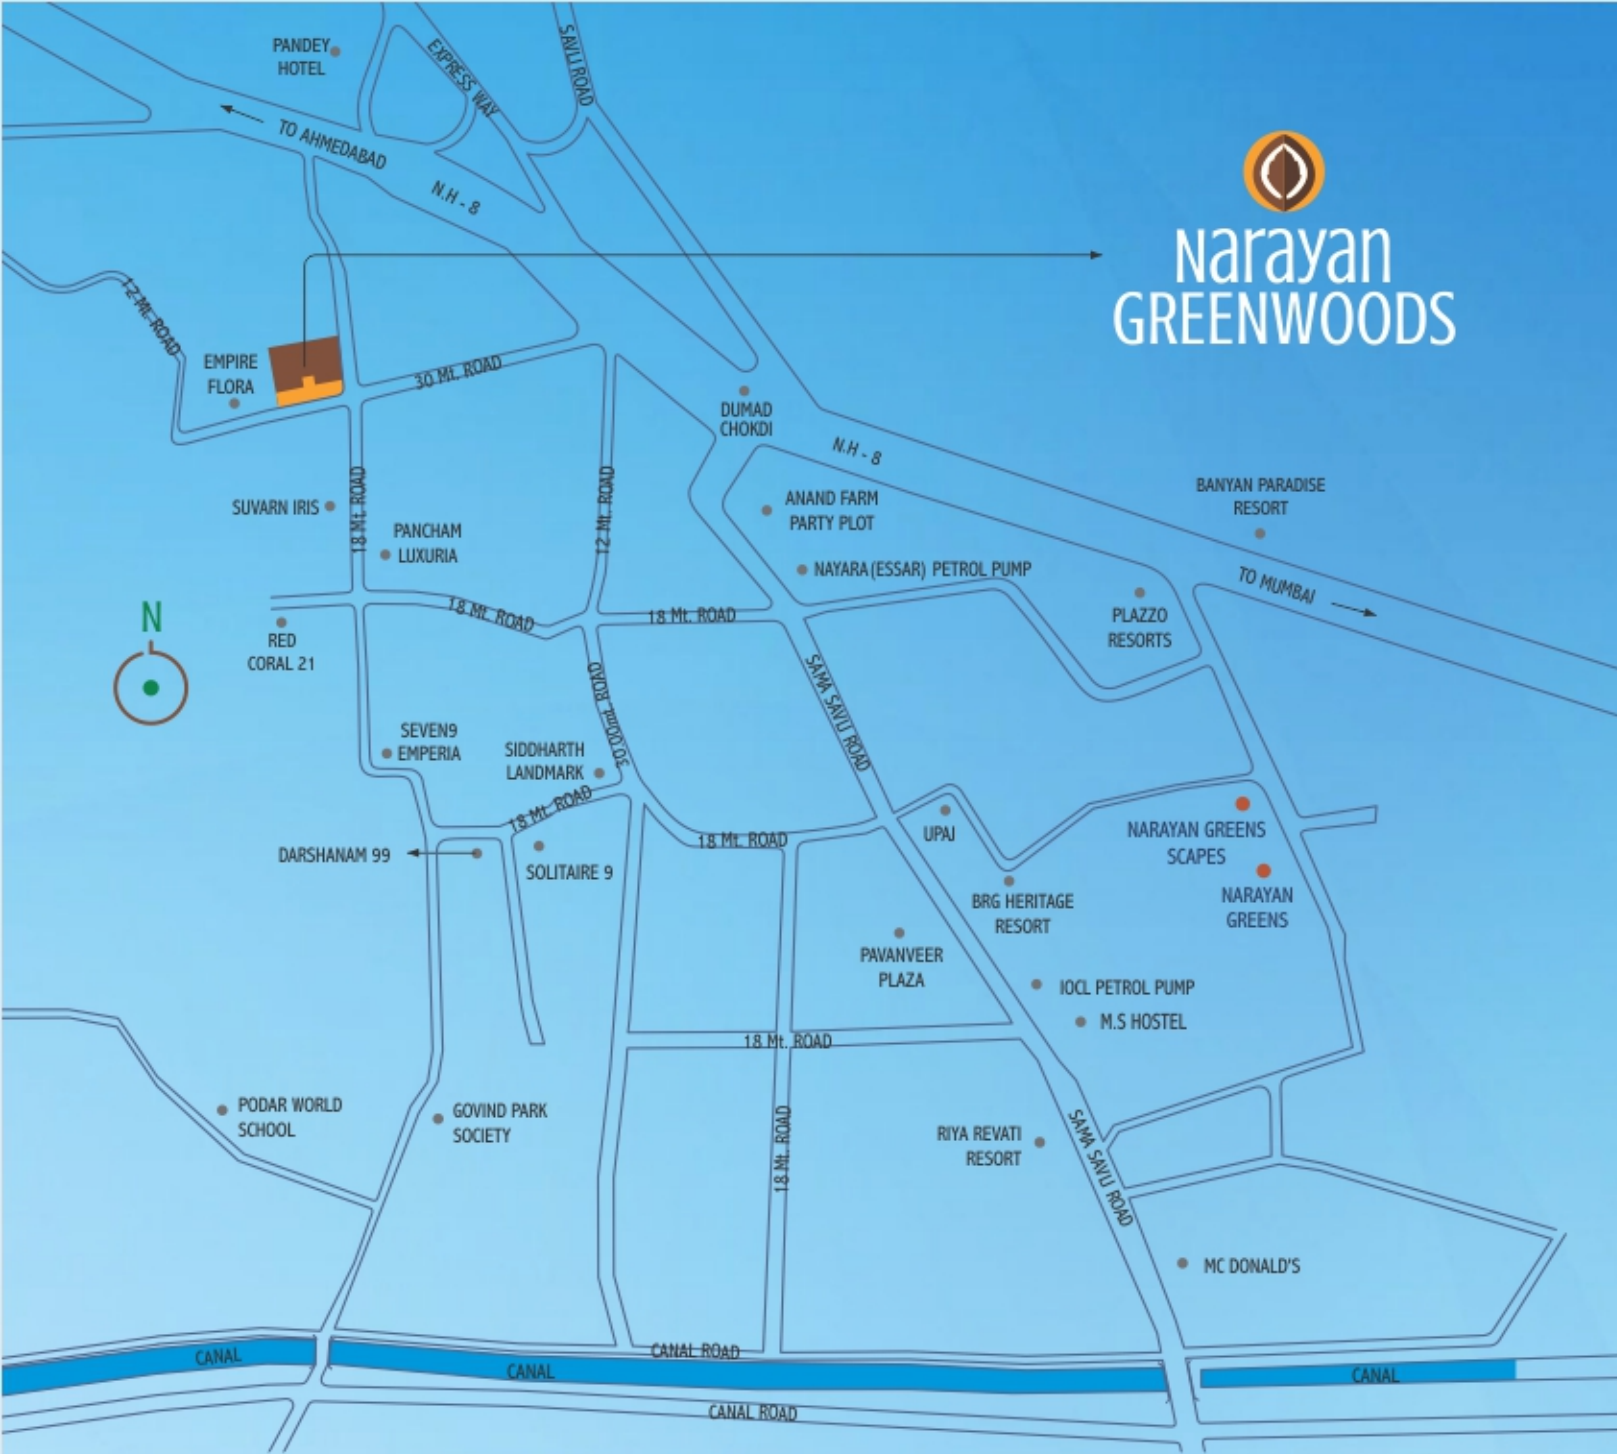 PANDEY
HOTEL
EXPRESS WAY
SAVLI ROAD
TO AHMEDABAD
N.H - 8
Narayan
GREENWOODS
12 Mt. ROAD
EMPIRE
FLORA
30 Mt. ROAD
DUMAD
CHOKDI
N.H - 8
SUVARN IRIS
18 Mt. ROAD
PANCHAM
LUXURIA
12 Mt. ROAD
ANAND FARM
PARTY PLOT
NAYARA(ESSAR) PETROL PUMP
BANYAN PARADISE
RESORT
TO MUMBAI
PLAZZO
RESORTS
N
RED
CORAL 21
18 Mt. ROAD
18 Mt. ROAD
30.00mt. ROAD
SAMA SAVLI ROAD
SEVEN9
EMPERIA
SIDDHARTH
LANDMARK
18 Mt. ROAD
DARSHANAM 99
SOLITAIRE 9
18 Mt. ROAD
UPAJ
BRG HERITAGE
RESORT
NARAYAN GREENS
SCAPES
NARAYAN
GREENS
PAVANVEER
PLAZA
IOCL PETROL PUMP
M.S HOSTEL
18 Mt. ROAD
PODAR WORLD
SCHOOL
GOVIND PARK
SOCIETY
18 Mt. ROAD
RIYA REVATI
RESORT
SAMA SAVLI ROAD
MC DONALD'S
CANAL
CANAL ROAD
CANAL
CANAL
CANAL ROAD